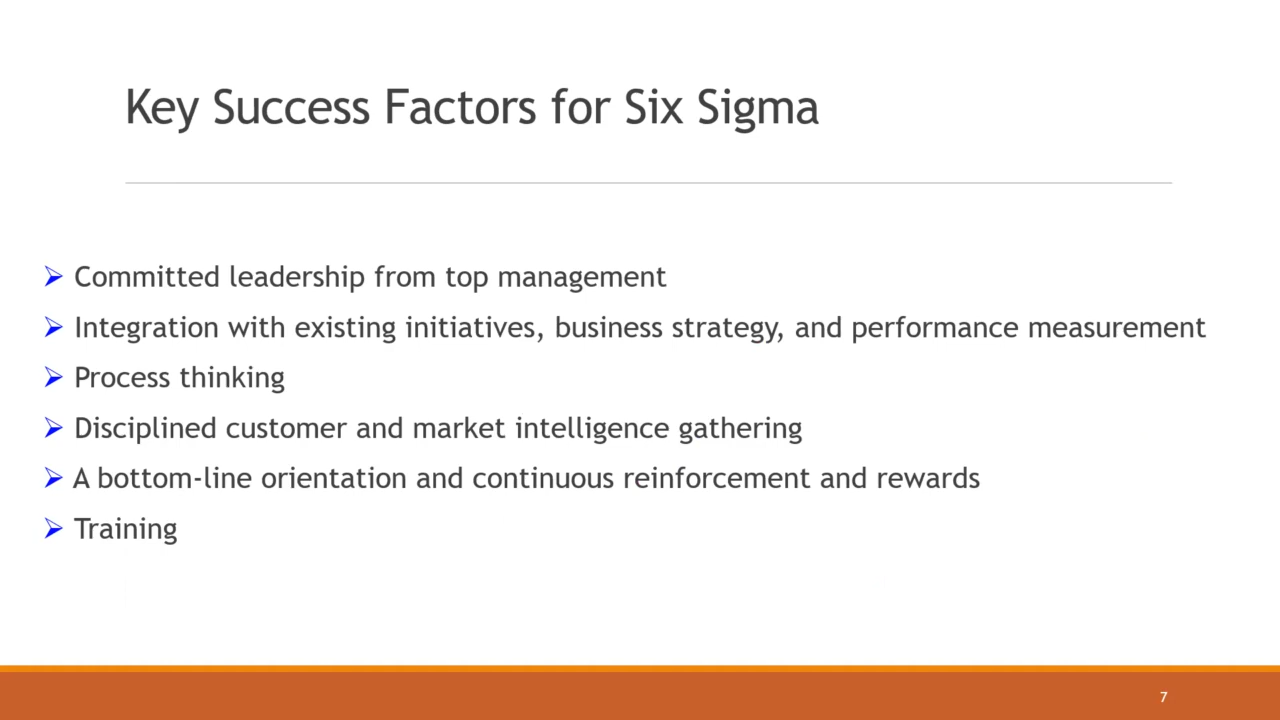 Key Success Factors for Six Sigma
➢ Committed leadership from top management
➢ Integration with existing initiatives, business strategy, and performance measurement
➢ Process thinking
➢ Disciplined customer and market intelligence gathering
➢ A bottom-line orientation and continuous reinforcement and rewards
➢ Training
7